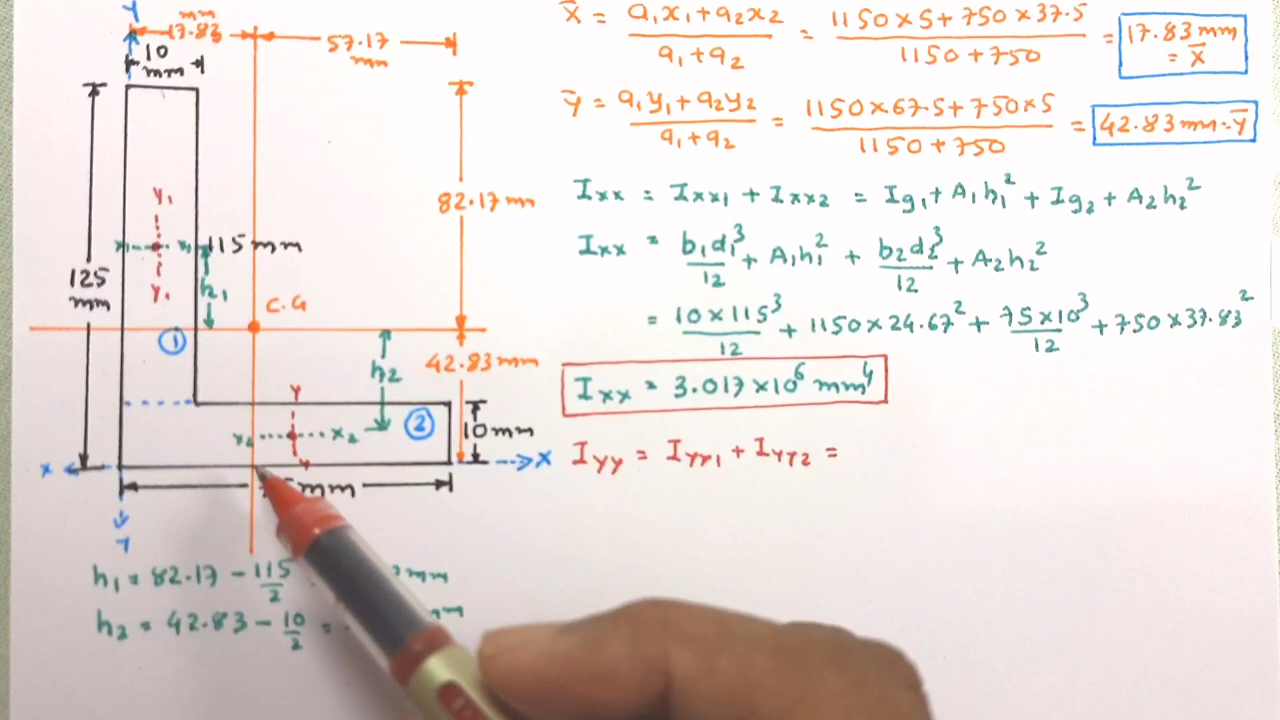 Y
mm
17.83
57.17
mm
10
mm
X̄ = a₁x₁+a₂x₂ / a₁+a₂ = 1150×5+750×37.5 / 1150+750 = 17.83 mm = X̄
Ȳ = a₁y₁+a₂y₂ / a₁+a₂ = 1150×67.5+750×5 / 1150+750 = 42.83 mm = Ȳ
Ixx = Ixx₁ + Ixx₂ = Ig₁ + A₁h₁² + Ig₂ + A₂h₂²
Ixx = b₁d₁³/12 + A₁h₁² + b₂d₂³/12 + A₂h₂²
= 10×115³/12 + 1150×24.67² + 75×10³/12 + 750×37.83²
Ixx = 3.017×10⁶ mm⁴
Iyy = Iyy₁ + Iyy₂ =
82.17 mm
Y₁
x₁ x₁ 115 mm
125
mm
Y₁
h₁
C.G
1
42.83 mm
h₂
Y
2
x₂ x₂
10 mm
Y
X X
mm
Y
h₁ = 82.17 - 115/2 mm
h₂ = 42.83 - 10/2 = mm